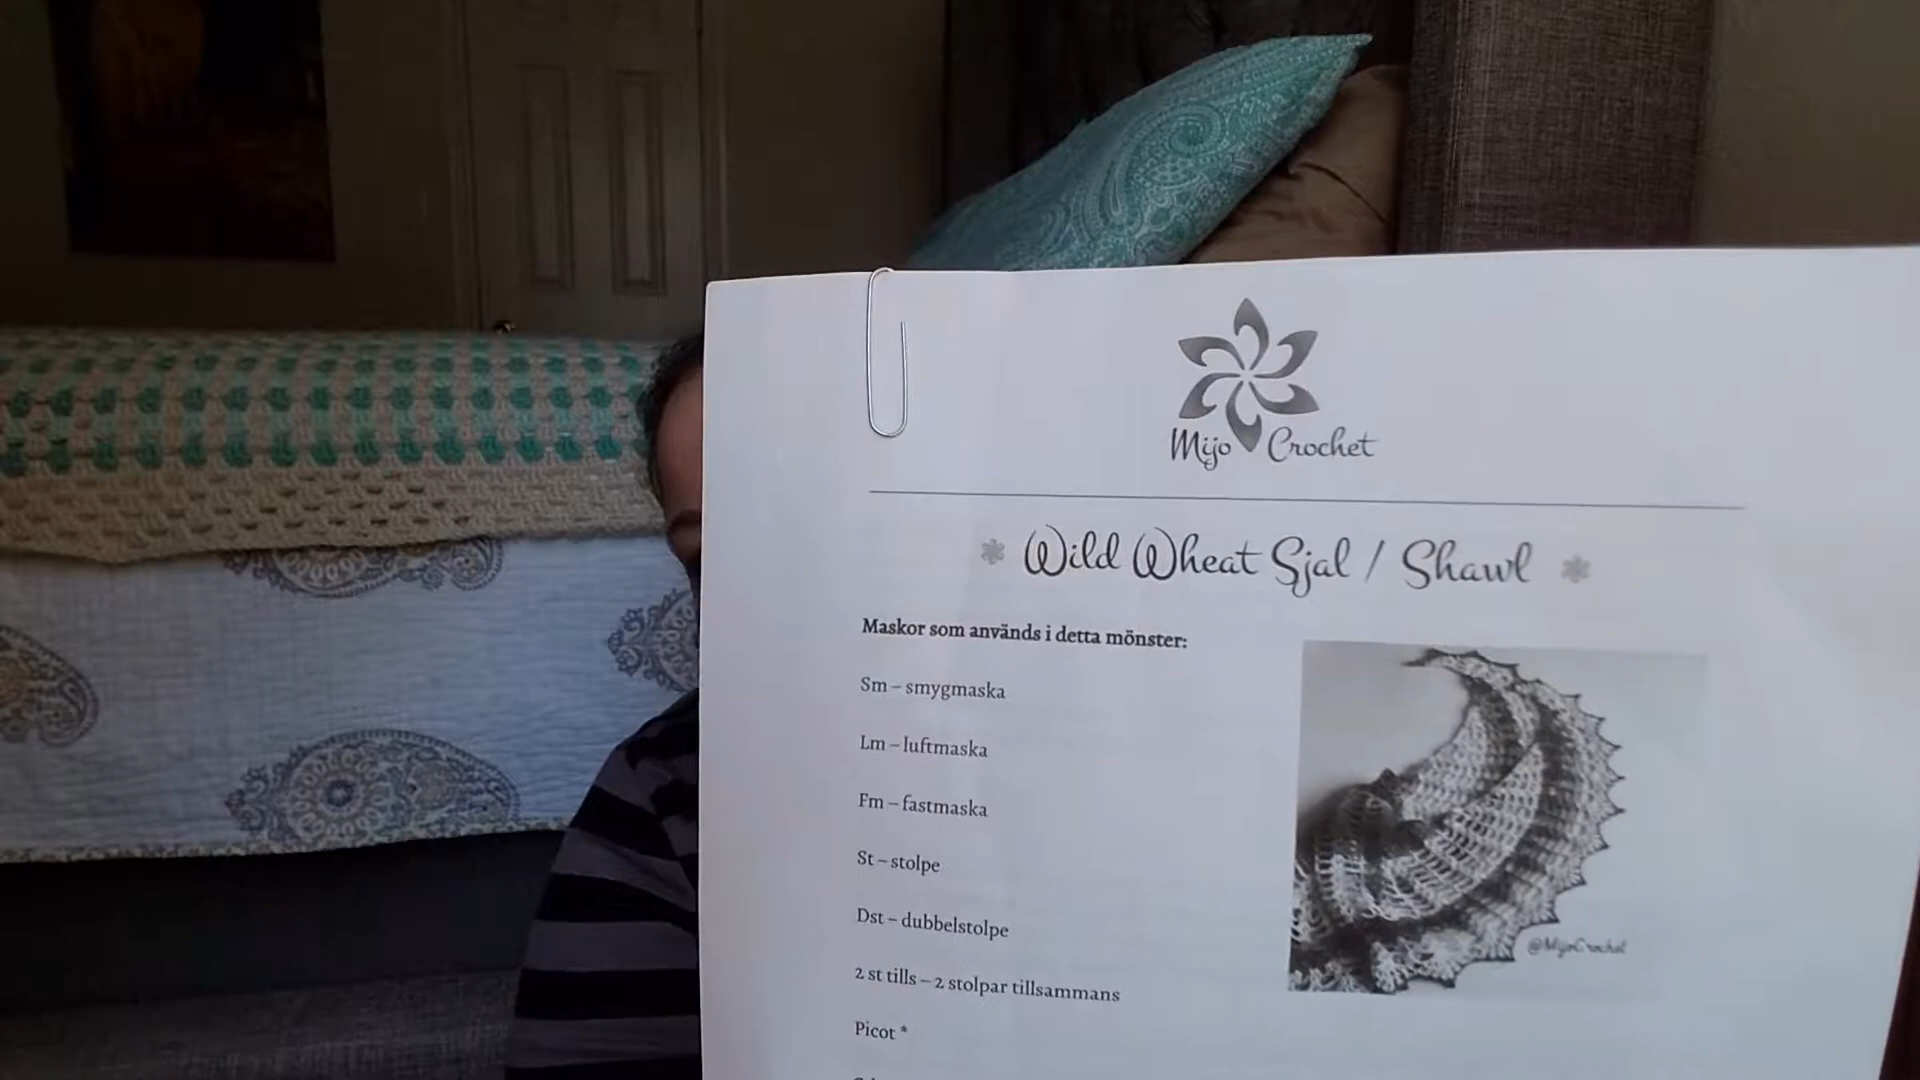 Mijo Crochet
Wild Wheat Sjal / Shawl
Maskor som används i detta mönster:
Sm – smygmaska
Lm – luftmaska
Fm – fastmaska
St – stolpe
Dst – dubbelstolpe
2 st tills – 2 stolpar tillsammans
Picot *
@MijoCrochet